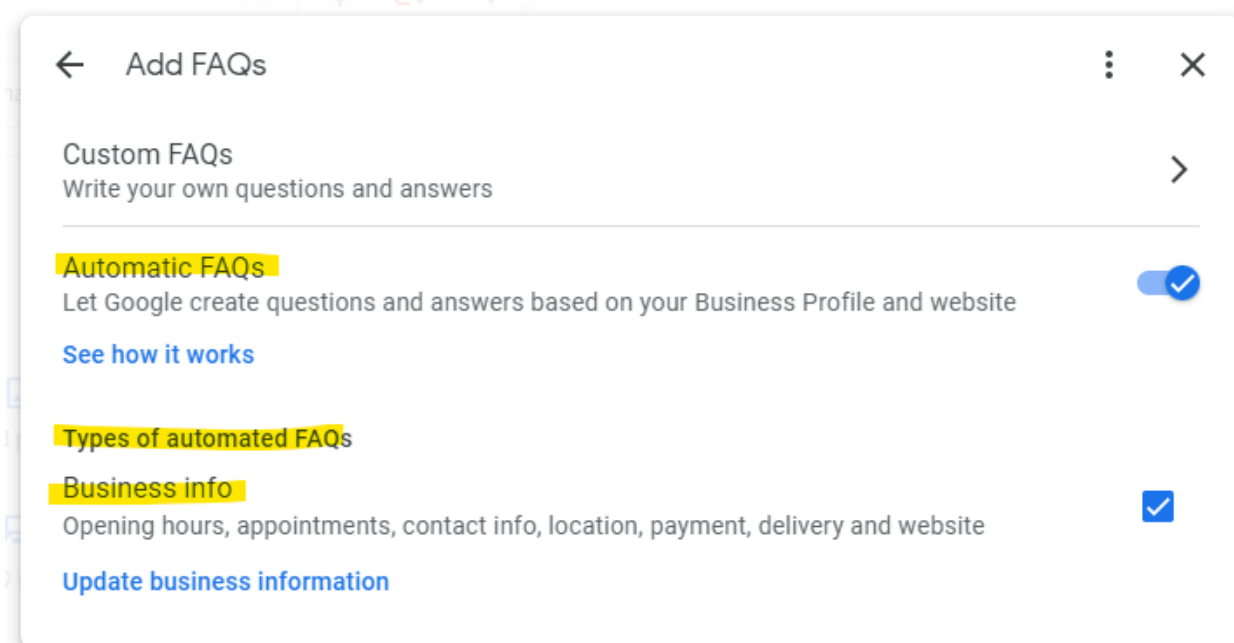 Add FAQs
Custom FAQs
Write your own questions and answers
Automatic FAQs
Let Google create questions and answers based on your Business Profile and website
See how it works
Types of automated FAQs
Business info
Opening hours, appointments, contact info, location, payment, delivery and website
Update business information